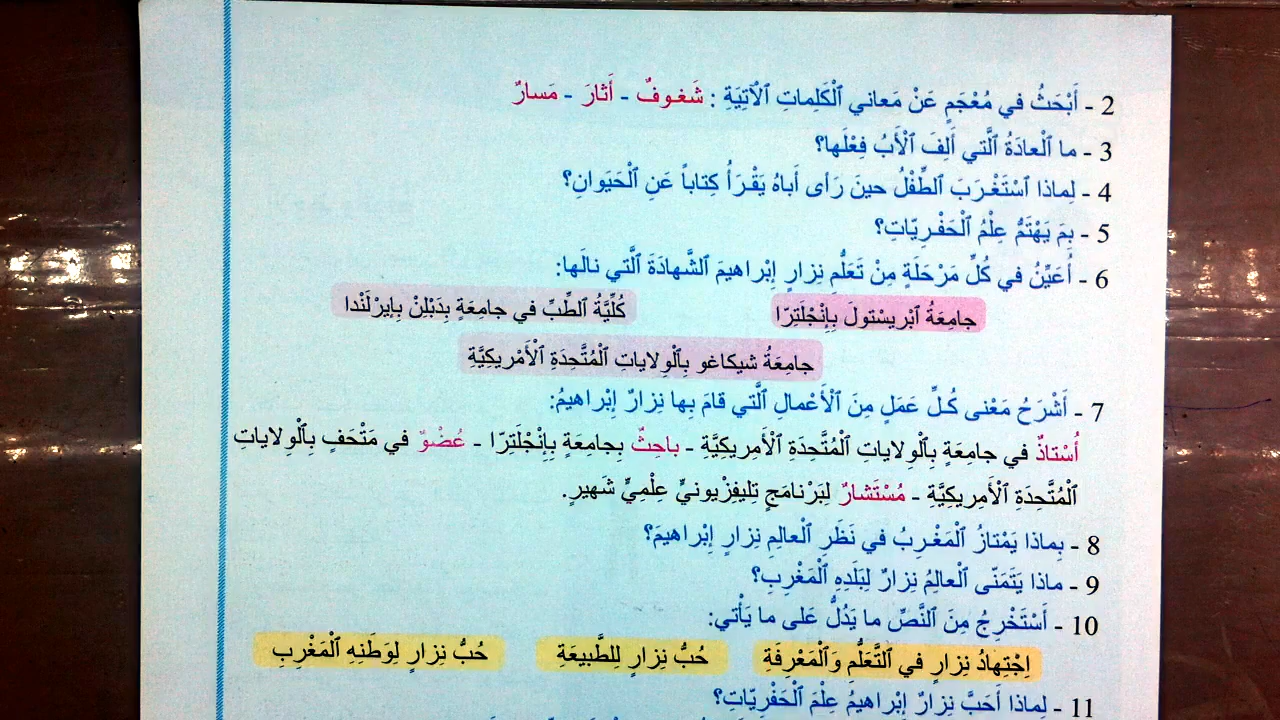 2 - أَبْحَثُ في مُعْجَمٍ عَنْ مَعاني ٱلْكَلِماتِ ٱلْآتِيَةِ : شَغوفٌ - أَثارَ - مَسارٌ
3 - ما ٱلْعادَةُ ٱلَّتي أَلِفَ ٱلْأَبُ فِعْلَها؟
4 - لِماذا ٱسْتَغْرَبَ ٱلطِّفْلُ حينَ رَأى أَباهُ يَقْرَأُ كِتاباً عَنِ ٱلْحَيَوانِ؟
5 - بِمَ يَهْتَمُّ عِلْمُ ٱلْحَفْرِيّاتِ؟
6 - أُعَيِّنُ في كُلِّ مَرْحَلَةٍ مِنْ تَعَلُّمِ نِزارٍ إِبْراهيمَ ٱلشَّهادَةَ ٱلَّتي نالَها:
جامِعَةُ ٱبْريسْتولَ بِإِنْجْلَتِرّا كُلِّيَّةُ ٱلطِّبِّ في جامِعَةٍ بِدَبْلِنْ بِإيرْلَنْدا
جامِعَةُ شيكاغو بِٱلْوِلاياتِ ٱلْمُتَّحِدَةِ ٱلْأَمْريكِيَّةِ
7 - أَشْرَحُ مَعْنى كُلِّ عَمَلٍ مِنَ ٱلْأَعْمالِ ٱلَّتي قامَ بِها نِزارٌ إِبْراهيمُ:
أُسْتاذٌ في جامِعَةٍ بِٱلْوِلاياتِ ٱلْمُتَّحِدَةِ ٱلْأَمِريكِيَّةِ - باحِثٌ بِجامِعَةٍ بِإِنْجْلَتِرّا - عُضْوٌ في مَتْحَفٍ بِٱلْوِلاياتِ
ٱلْمُتَّحِدَةِ ٱلْأَمِريكِيَّةِ - مُسْتَشارٌ لِبَرْنامَجٍ تِليفِزْيونيٍّ عِلْمِيٍّ شَهيرٍ.
8 - بِماذا يَمْتازُ ٱلْمَغْرِبُ في نَظَرِ ٱلْعالِمِ نِزارٍ إِبْراهيمَ؟
9 - ماذا يَتَمَنّى ٱلْعالِمُ نِزارٌ لِبَلَدِهِ ٱلْمَغْرِبِ؟
10 - أَسْتَخْرِجُ مِنَ ٱلنَّصِّ ما يَدُلُّ عَلى ما يَأْتي:
اِجْتِهادُ نِزارٍ في ٱلتَّعَلُّمِ وَٱلْمَعْرِفَةِ حُبُّ نِزارٍ لِلطَّبيعَةِ حُبُّ نِزارٍ لِوَطَنِهِ ٱلْمَغْرِبِ
11 - لِماذا أَحَبَّ نِزارٌ إِبْراهيمُ عِلْمَ ٱلْحَفْرِيّاتِ؟